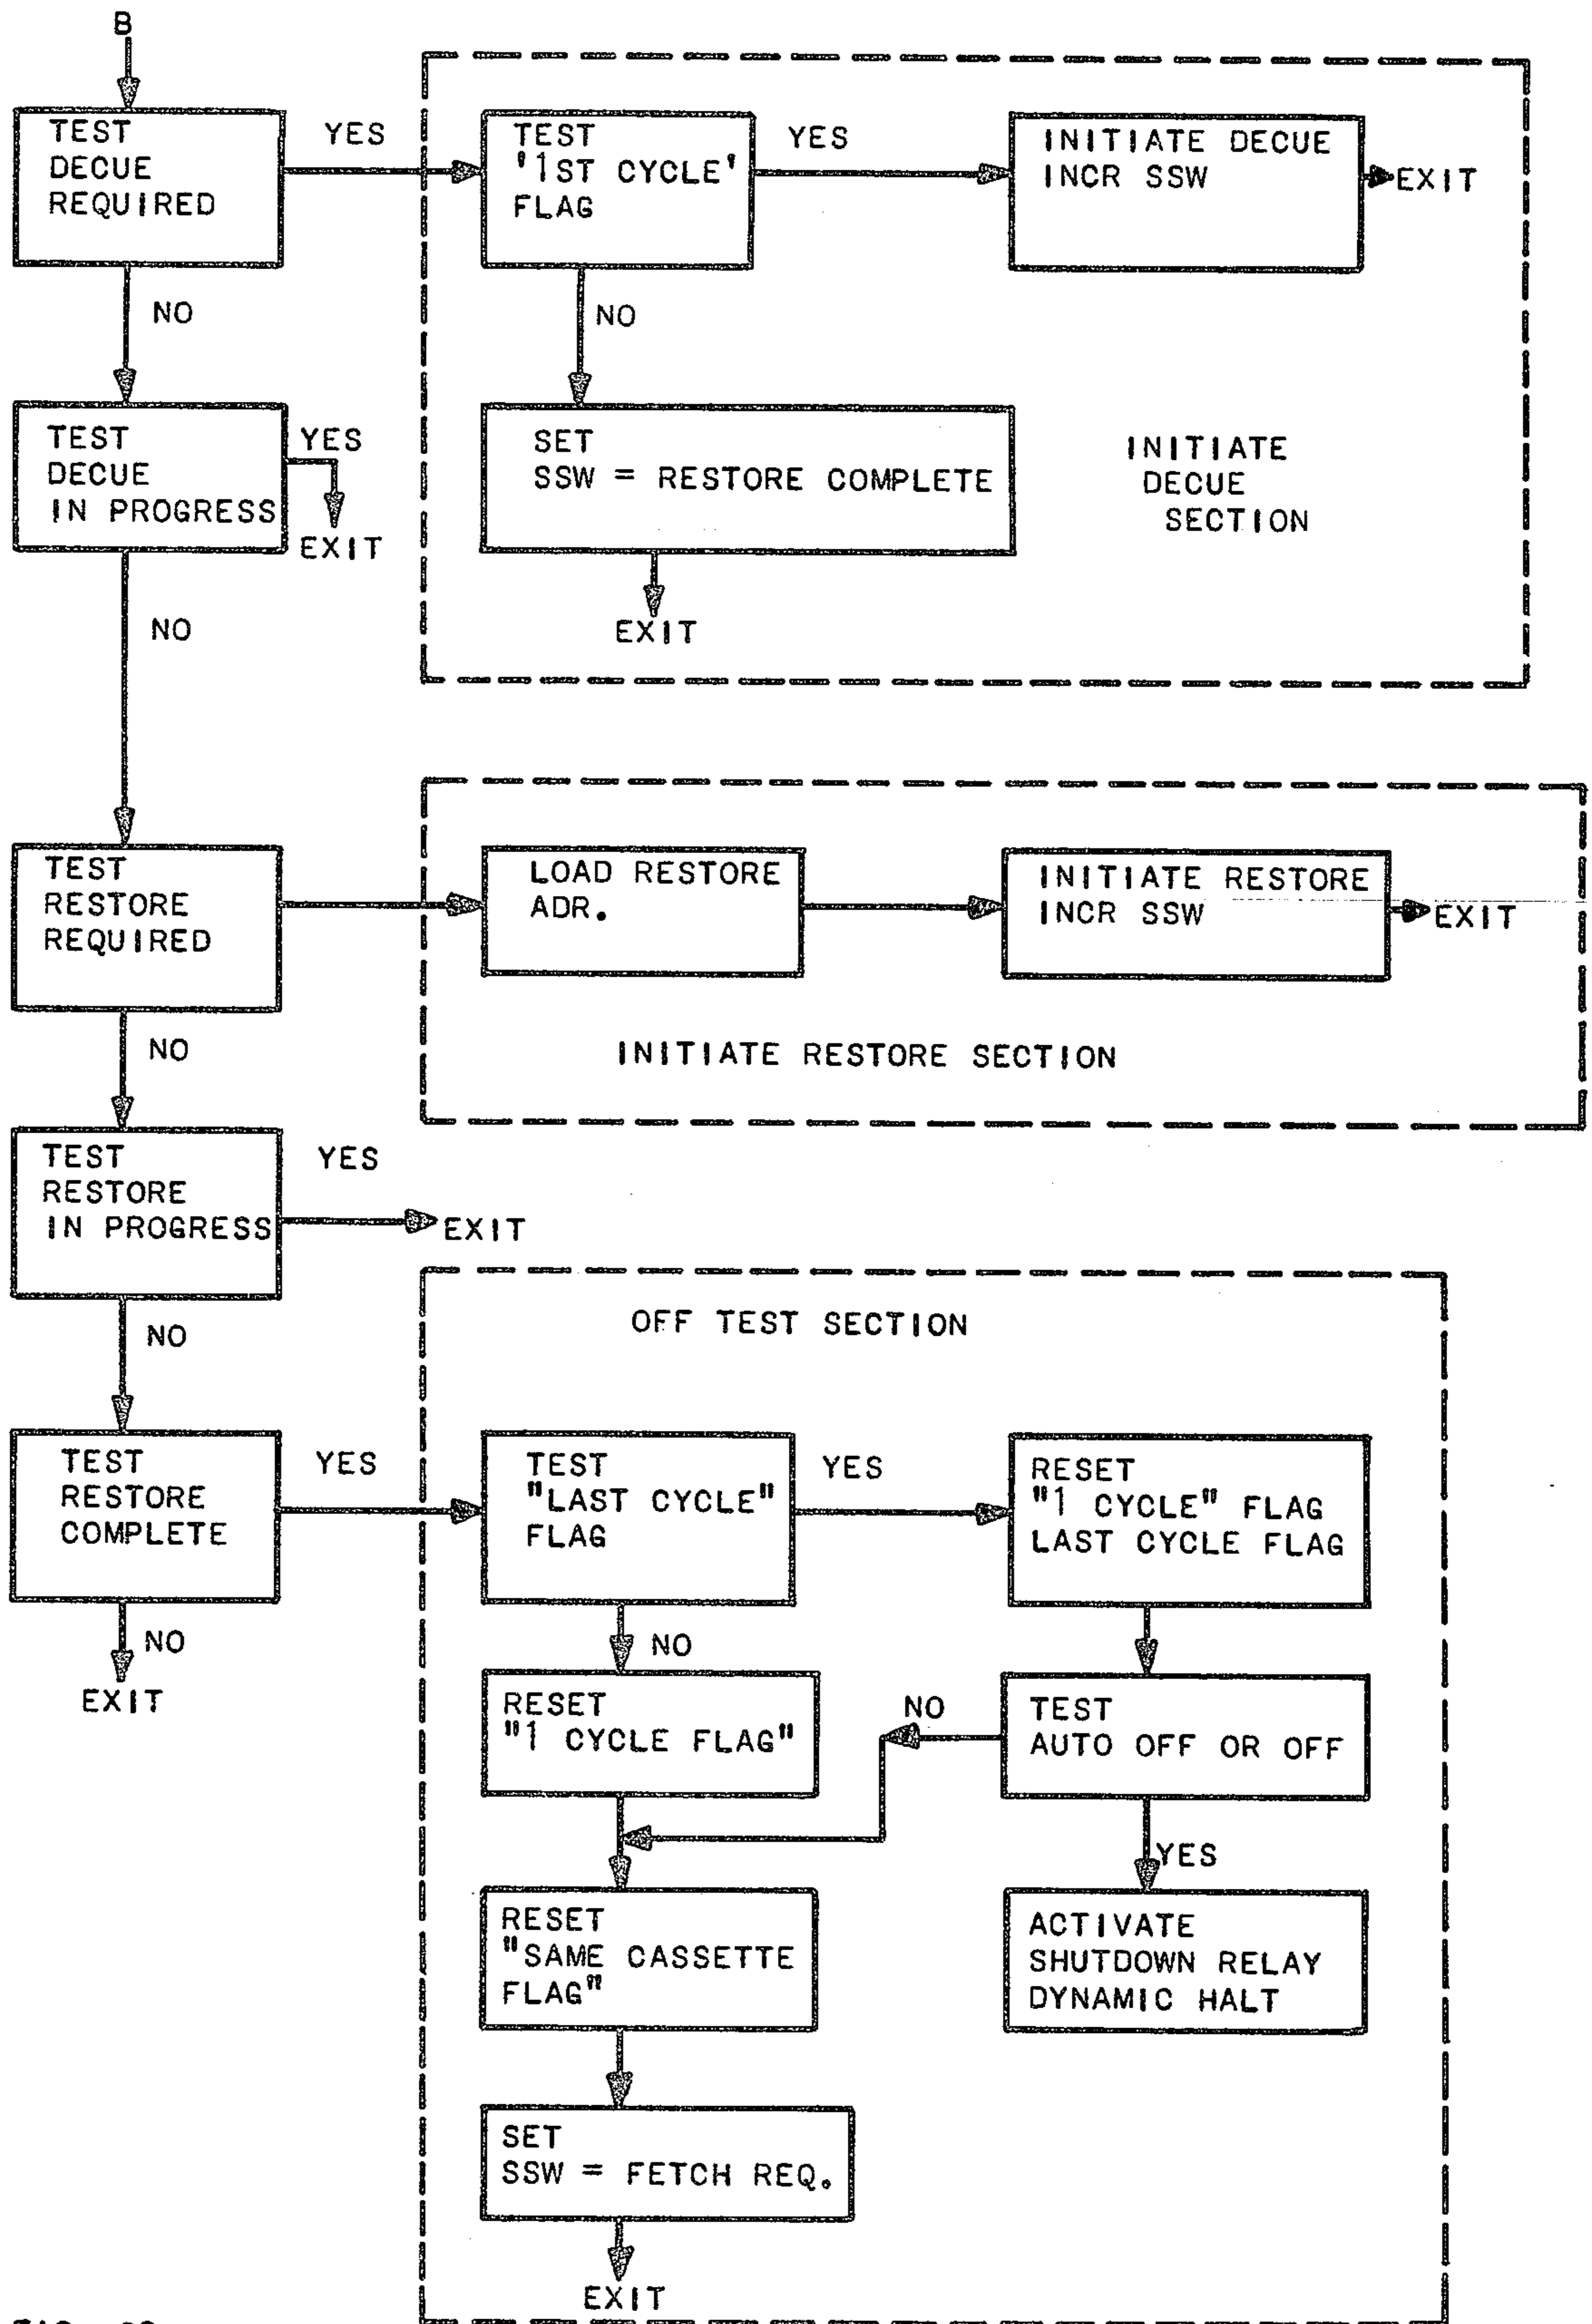 B
TEST
DECUE
REQUIRED
YES
TEST
'1ST CYCLE'
FLAG
YES
INITIATE DECUE
INCR SSW
EXIT
NO
NO
TEST
DECUE
IN PROGRESS
YES
EXIT
SET
SSW = RESTORE COMPLETE
INITIATE
DECUE
SECTION
EXIT
NO
TEST
RESTORE
REQUIRED
LOAD RESTORE
ADR.
INITIATE RESTORE
INCR SSW
EXIT
NO
INITIATE RESTORE SECTION
TEST
RESTORE
IN PROGRESS
YES
EXIT
NO
OFF TEST SECTION
TEST
RESTORE
COMPLETE
YES
TEST
"LAST CYCLE"
FLAG
YES
RESET
"1 CYCLE" FLAG
LAST CYCLE FLAG
NO
EXIT
NO
RESET
"1 CYCLE FLAG"
NO
TEST
AUTO OFF OR OFF
YES
RESET
"SAME CASSETTE
FLAG"
ACTIVATE
SHUTDOWN RELAY
DYNAMIC HALT
SET
SSW = FETCH REQ.
EXIT